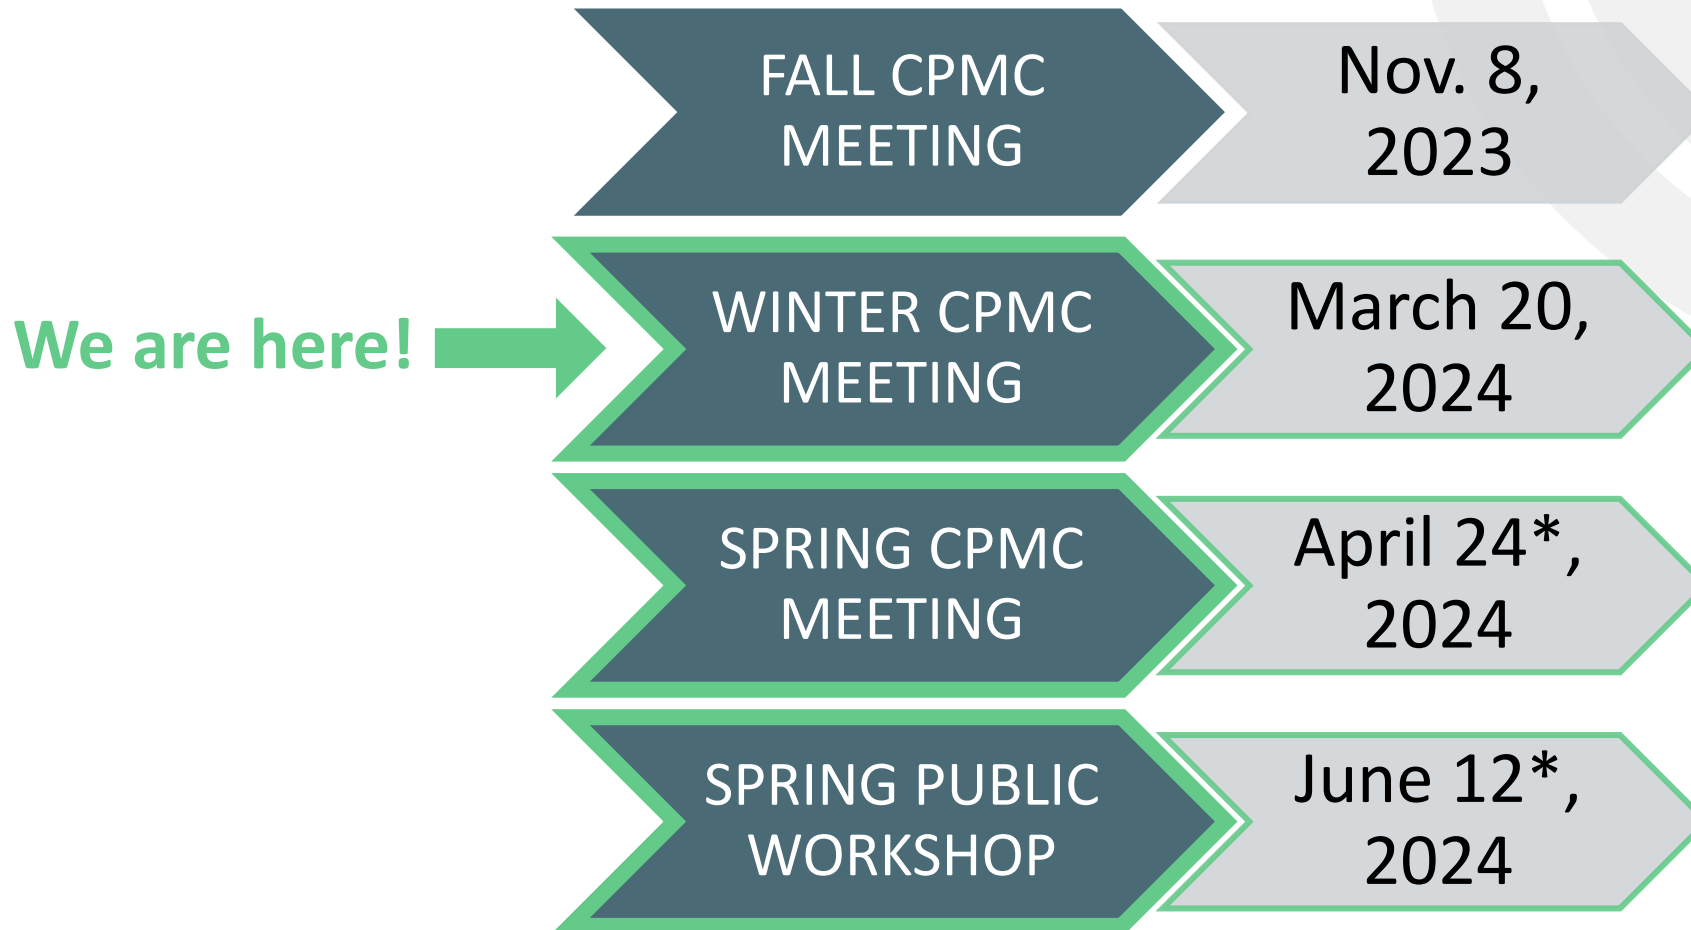 FALL CPMC
MEETING
Nov. 8,
2023
We are here!
WINTER CPMC
MEETING
March 20,
2024
SPRING CPMC
MEETING
April 24*,
2024
SPRING PUBLIC
WORKSHOP
June 12*,
2024